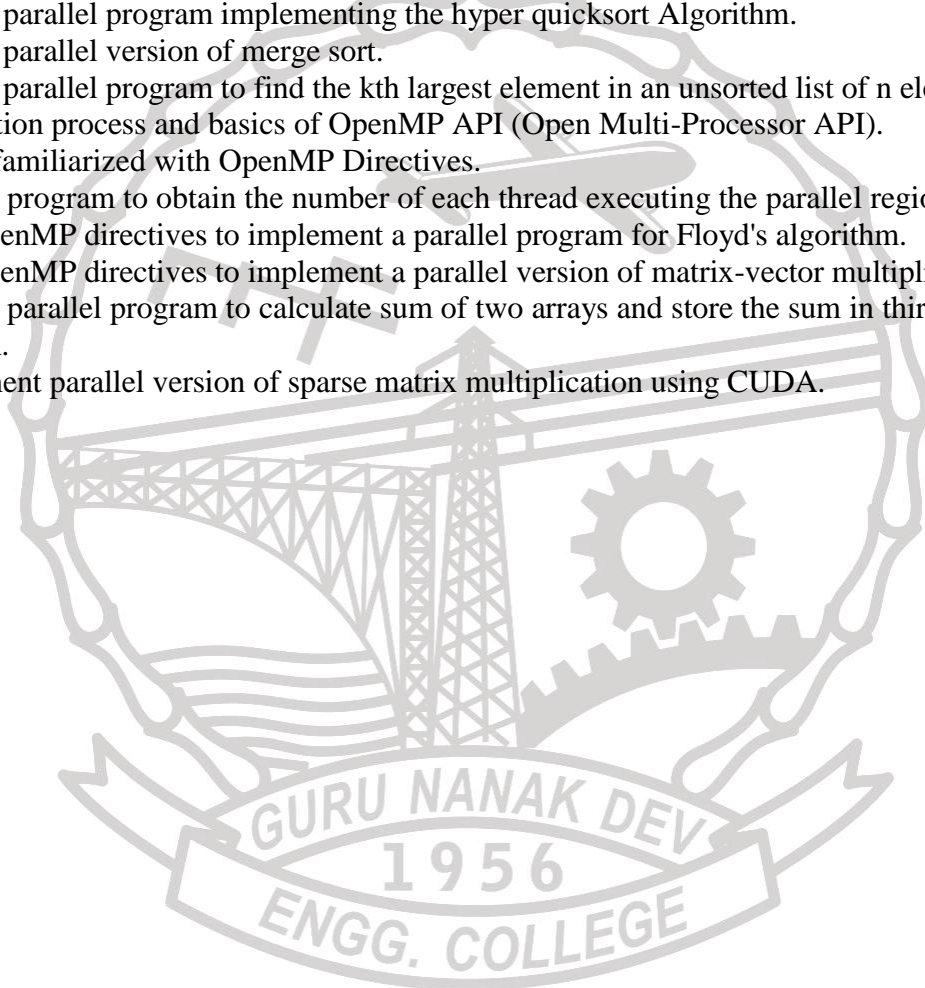 parallel program implementing the hyper quicksort Algorithm.
parallel version of merge sort.
parallel program to find the kth largest element in an unsorted list of n el
tion process and basics of OpenMP API (Open Multi-Processor API).
familiarized with OpenMP Directives.
program to obtain the number of each thread executing the parallel regio
enMP directives to implement a parallel program for Floyd's algorithm.
enMP directives to implement a parallel version of matrix-vector multipli
parallel program to calculate sum of two arrays and store the sum in thir
.
nent parallel version of sparse matrix multiplication using CUDA.
GURU NANAK DEV
1956
ENGG. COLLEGE